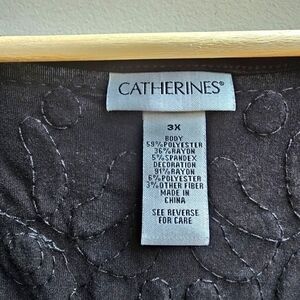 CATHERINES®
3X
BODY
59%POLYESTER
36%RAYON
5%SPANDEX
DECORATION
91%RAYON
6%POLYESTER
3%OTHER FIBER
MADE IN
CHINA
SEE REVERSE
FOR CARE